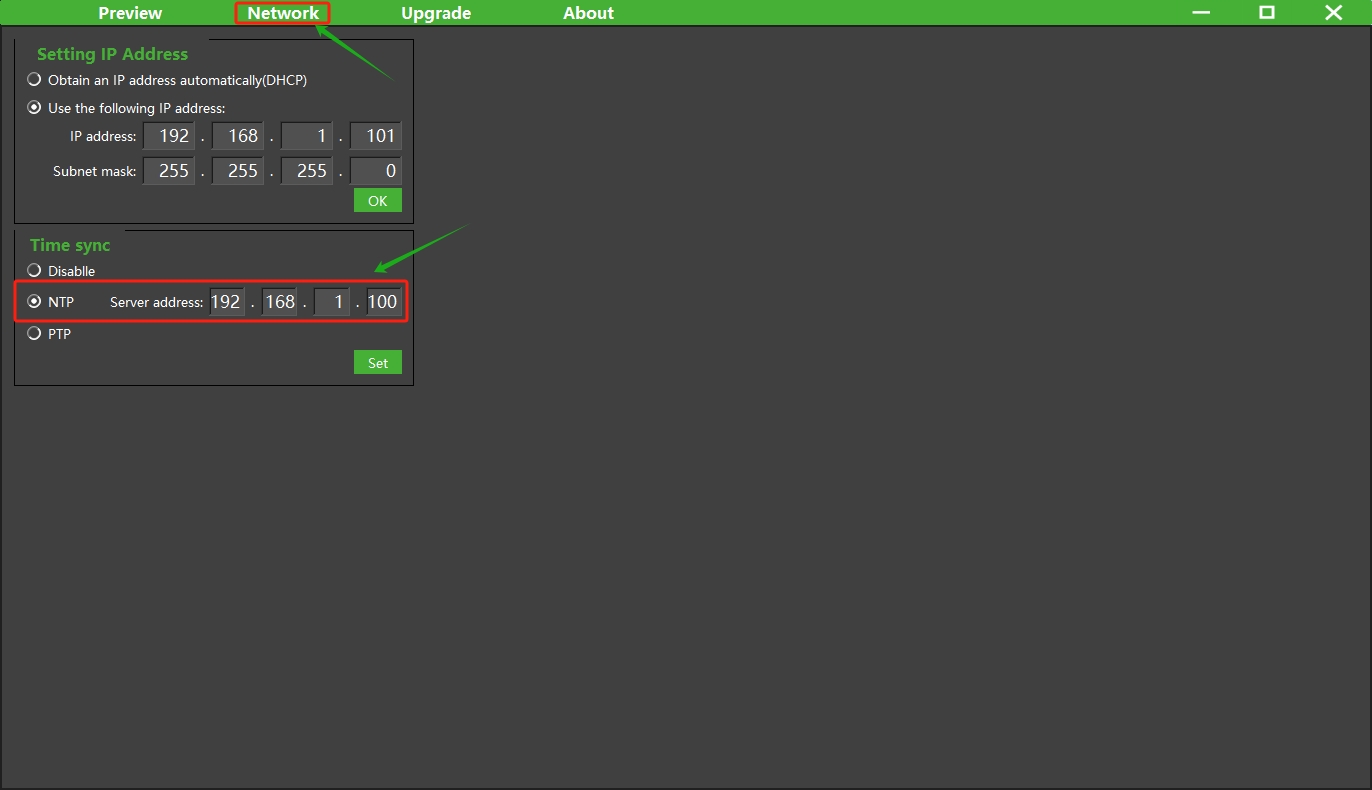 Preview Network Upgrade About
Setting IP Address
Obtain an IP address automatically(DHCP)
Use the following IP address:
IP address: 192 . 168 . 1 . 101
Subnet mask: 255 . 255 . 255 . 0
OK
Time sync
Disablle
NTP Server address: 192 . 168 . 1 . 100
PTP
Set